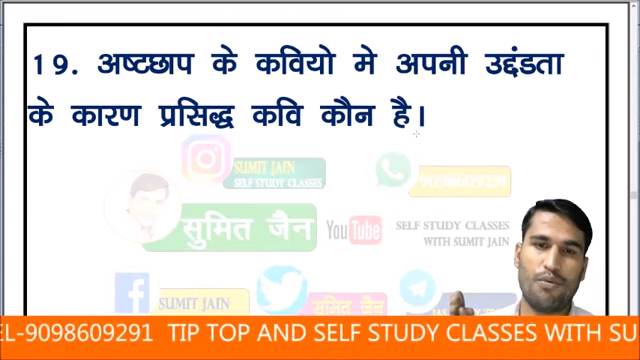 19. अष्टछाप के कवियो मे अपनी उद्दंडता
के कारण प्रसिद्ध कवि कौन है।
SUMIT JAIN
SELF STUDY CLASSES
9098609291
सुमित जैन
YouTube
SELF STUDY CLASSES
WITH SUMIT JAIN
SUMIT JAIN
सुमित जैन
EL-9098609291 TIP TOP AND SELF STUDY CLASSES WITH SU